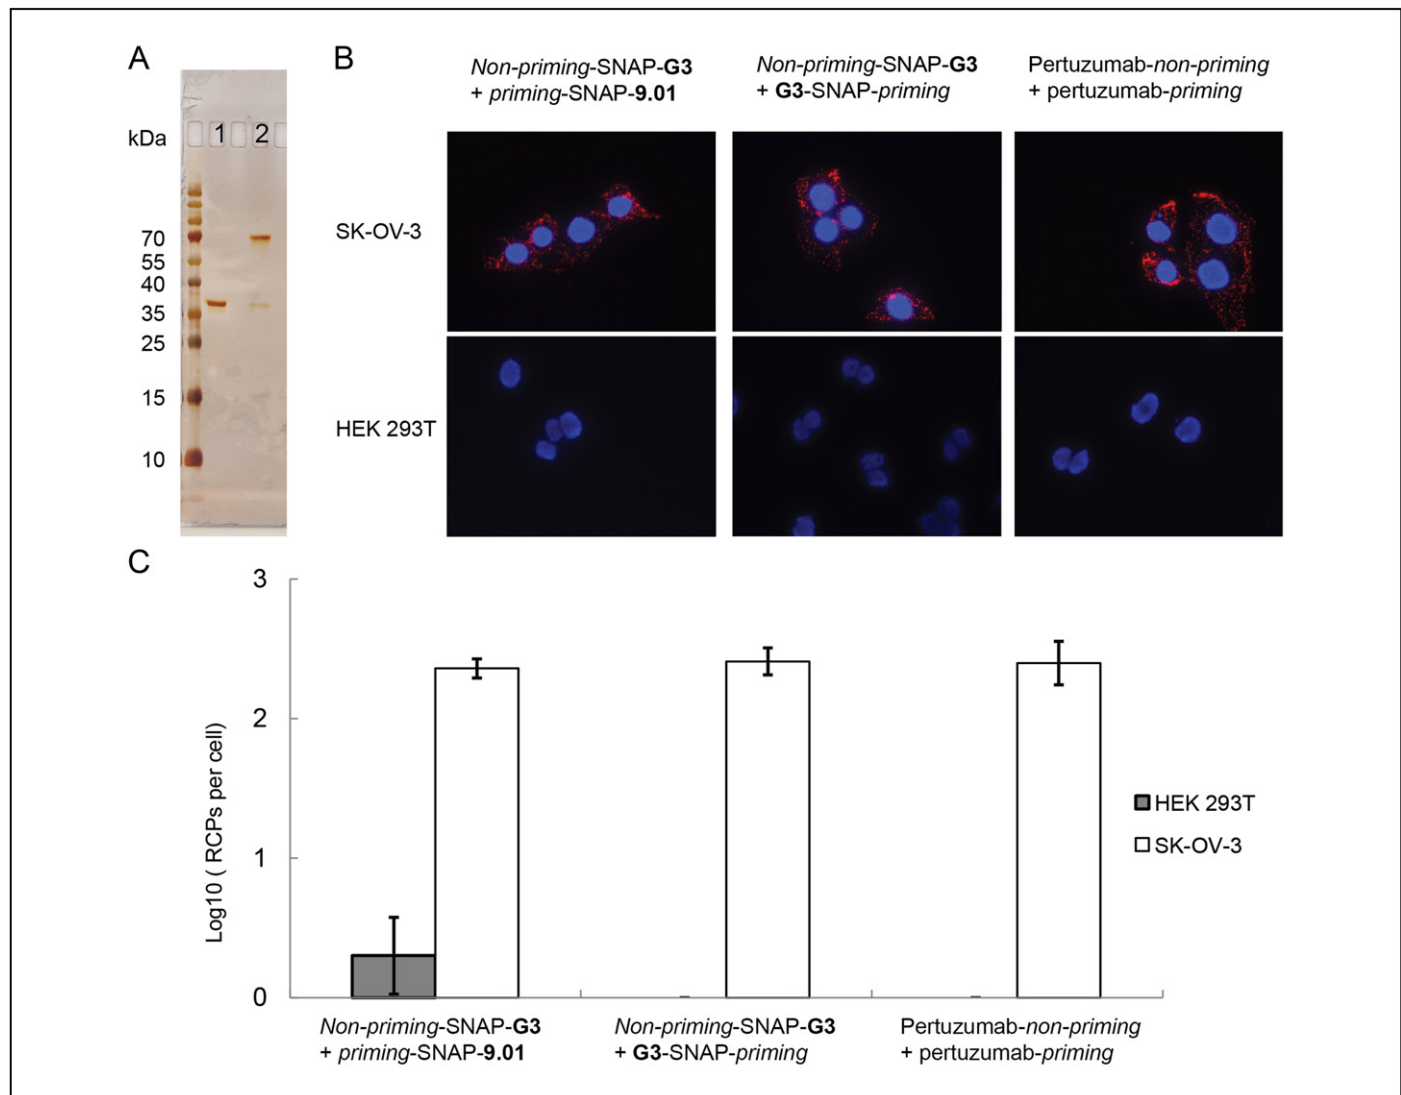 A
B
Non-priming-SNAP-G3
+ priming-SNAP-9.01
Non-priming-SNAP-G3
+ G3-SNAP-priming
Pertuzumab-non-priming
+ pertuzumab-priming
kDa
1
2
70
55
40
35
25
15
10
SK-OV-3
HEK 293T
C
3
2
1
0
Log10 ( RCPs per cell)
HEK 293T
SK-OV-3
Non-priming-SNAP-G3
+ priming-SNAP-9.01
Non-priming-SNAP-G3
+ G3-SNAP-priming
Pertuzumab-non-priming
+ pertuzumab-priming